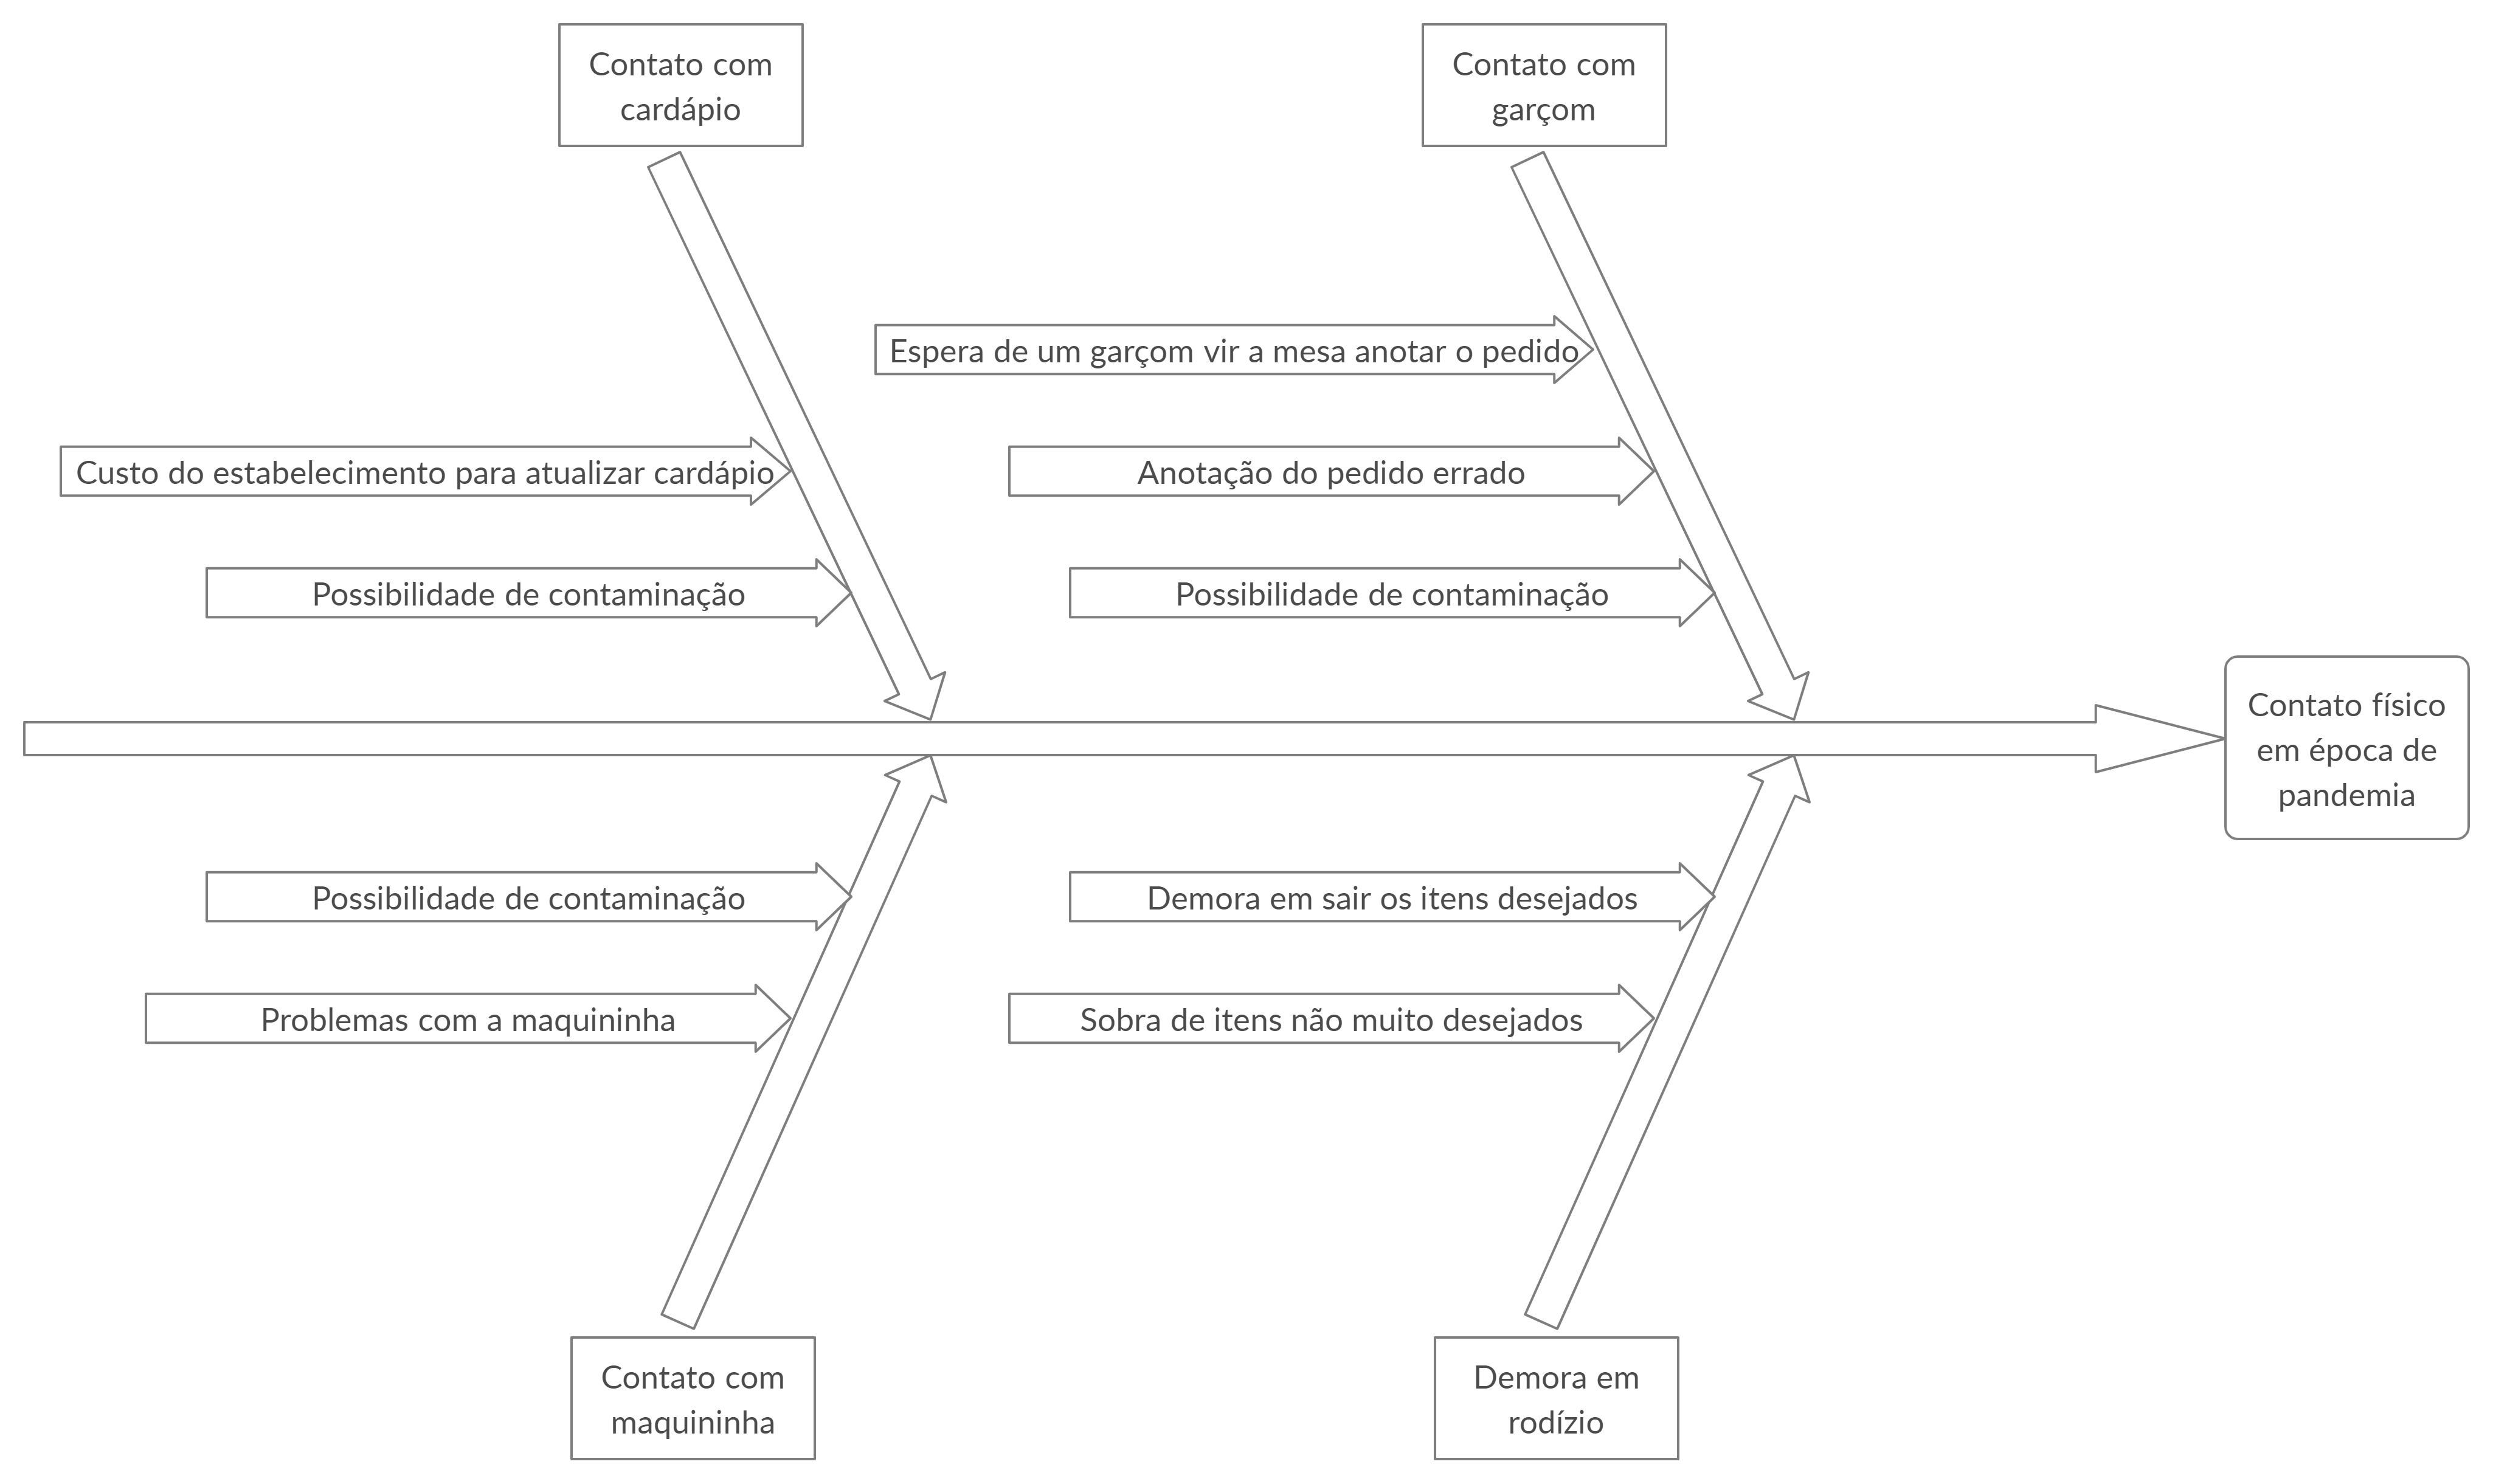 Contato com
cardápio
Contato com
garçom
Espera de um garçom vir a mesa anotar o pedido
Custo do estabelecimento para atualizar cardápio
Anotação do pedido errado
Possibilidade de contaminação
Possibilidade de contaminação
Contato físico
em época de
pandemia
Possibilidade de contaminação
Demora em sair os itens desejados
Problemas com a maquininha
Sobra de itens não muito desejados
Contato com
maquininha
Demora em
rodízio